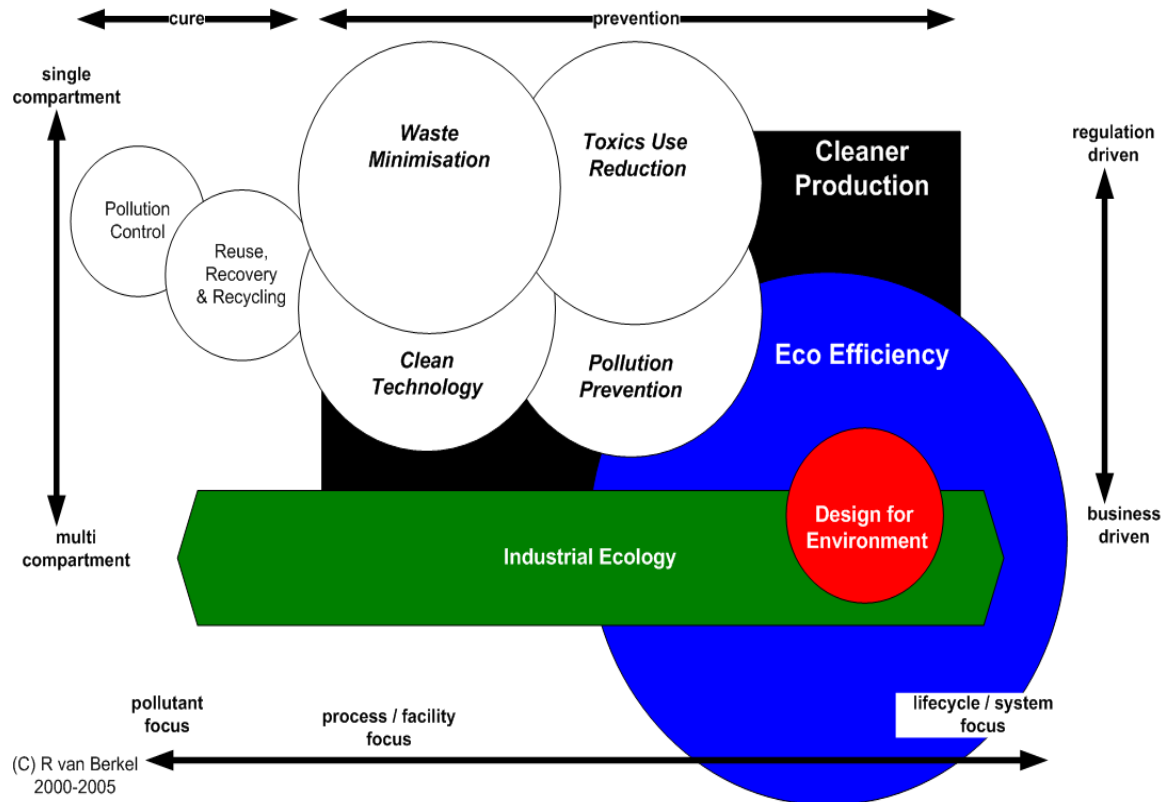 cure
prevention
single
compartment
regulation
driven
Waste
Minimisation
Toxics Use
Reduction
Cleaner
Production
Pollution
Control
Reuse,
Recovery
& Recycling
Clean
Technology
Pollution
Prevention
Eco Efficiency
multi
compartment
Industrial Ecology
Design for
Environment
business
driven
pollutant
focus
process / facility
focus
lifecycle / system
focus
(C) R van Berkel
2000-2005